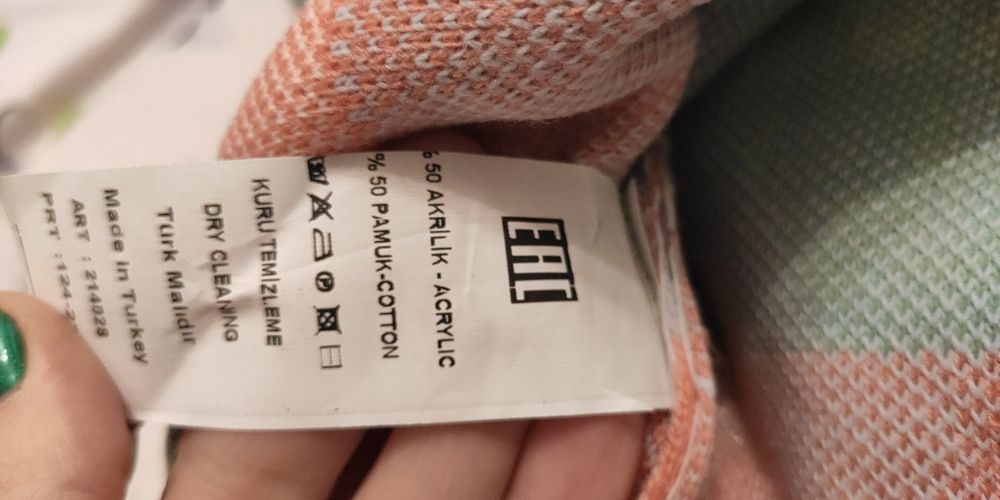 EAC
% 50 AKRİLİK - ACRYLIC
% 50 PAMUK-COTTON
KURU TEMİZLEME
DRY CLEANING
Türk Malıdır
Made in Turkey
ART : 214028
PRT :